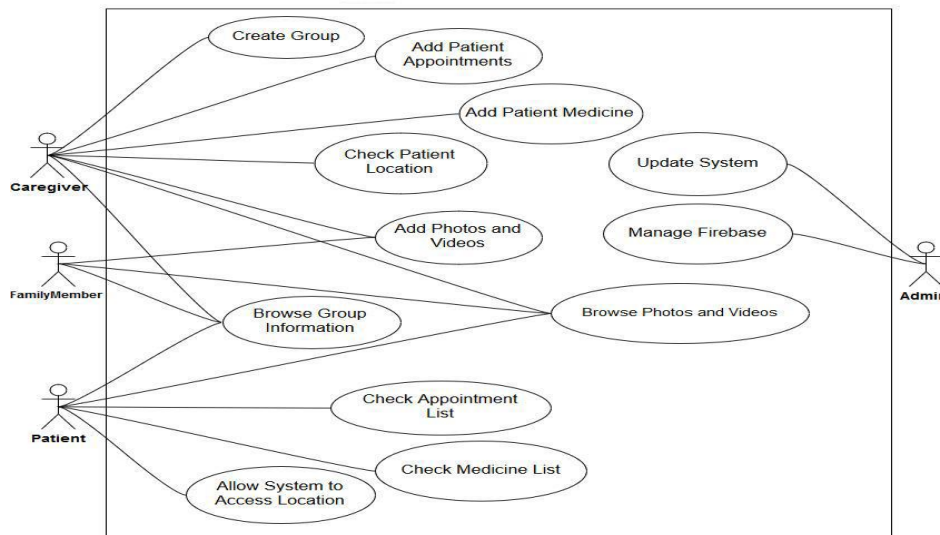 Create Group
Add Patient
Appointments
Add Patient Medicine
Check Patient
Location
Update System
Caregiver
Add Photos and
Videos
Manage Firebase
FamilyMember
Admin
Browse Group
Information
Browse Photos and Videos
Check Appointment
List
Patient
Check Medicine List
Allow System to
Access Location